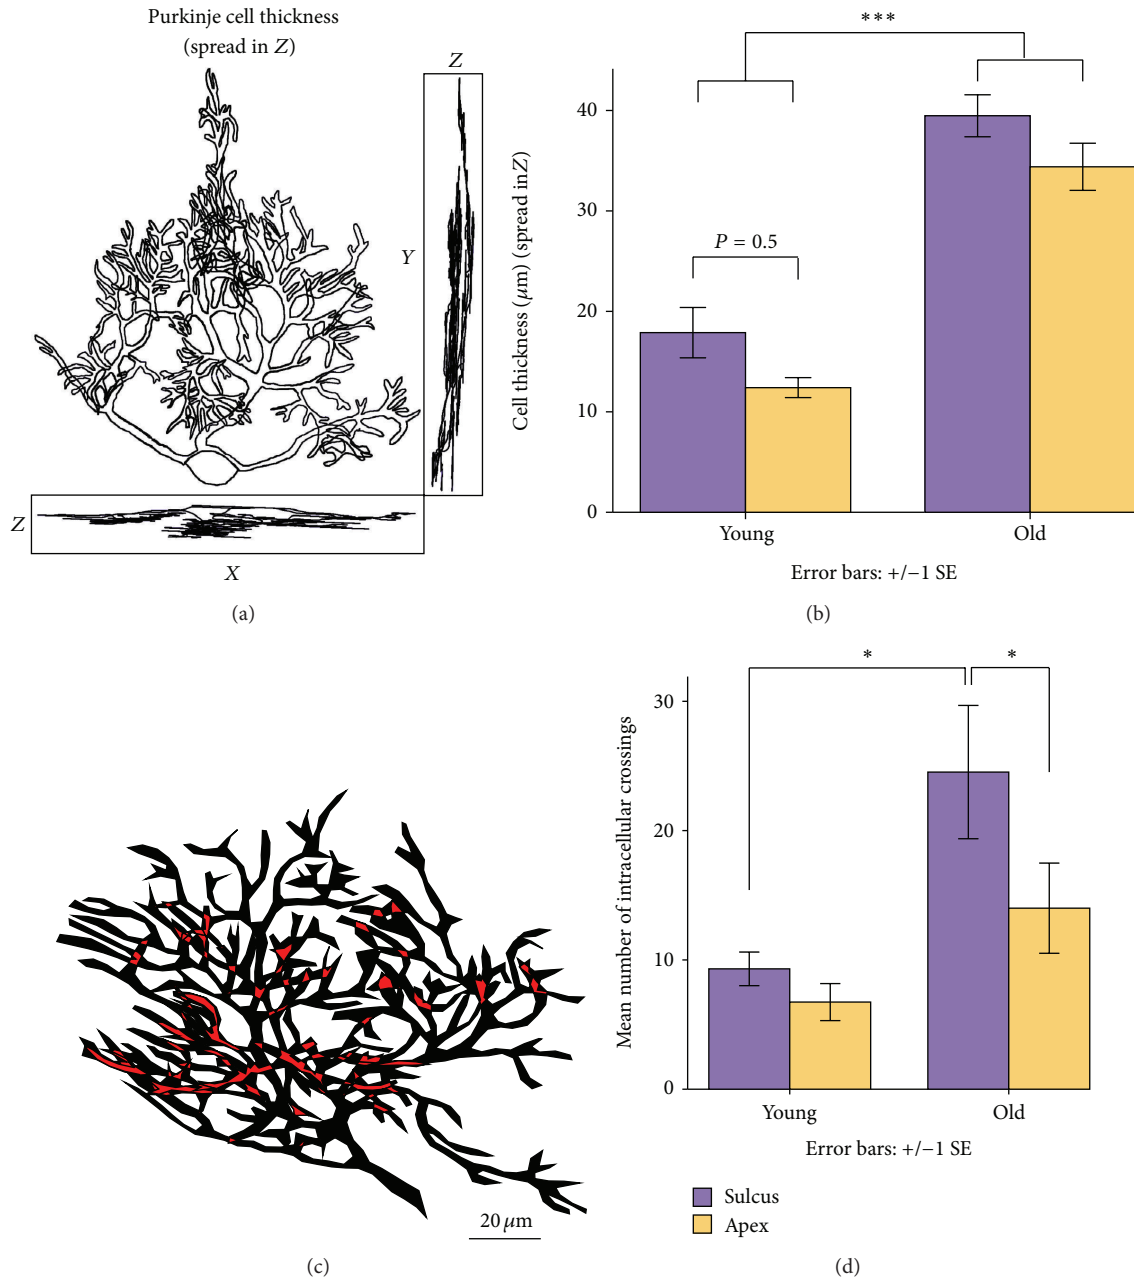 Purkinje cell thickness
(spread in Z)
Z
Y
Z
X
(a)
***
Cell thickness (μm) (spread inZ)
40
30
20
10
0
P = 0.5
Young
Old
Error bars: +/−1 SE
(b)
20 μm
(c)
*
*
Mean number of intracellular crossings
30
20
10
0
Young
Old
Error bars: +/−1 SE
Sulcus
Apex
(d)